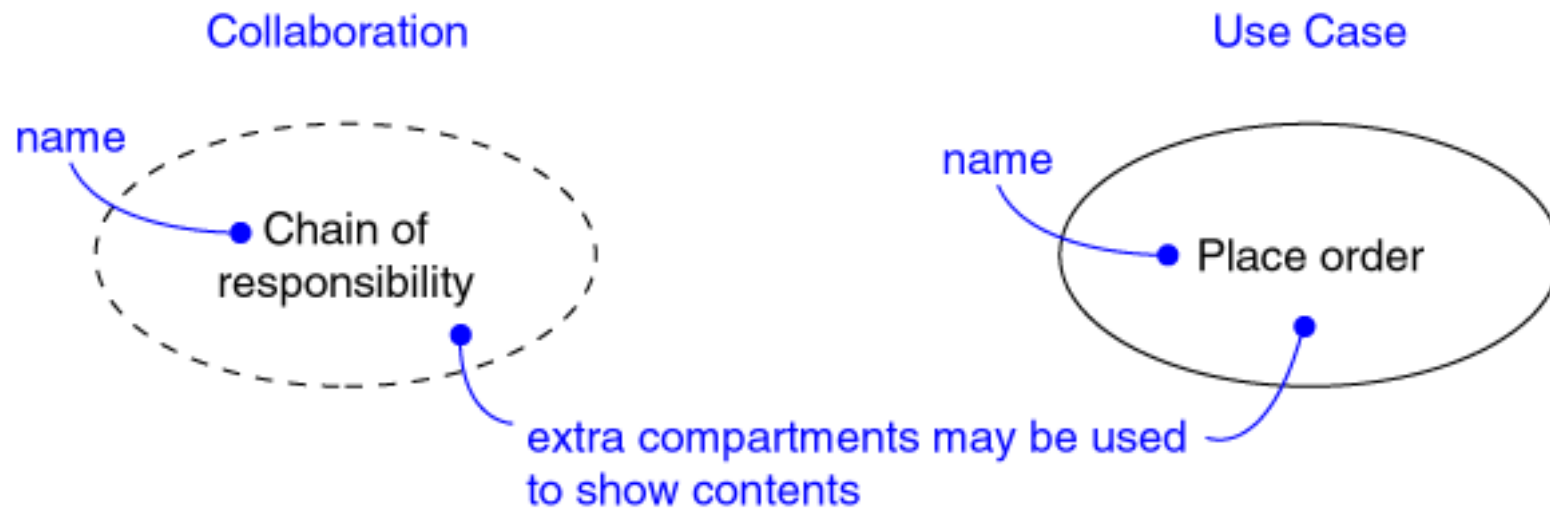 Collaboration
Use Case
name
Chain of
responsibility
name
Place order
extra compartments may be used
to show contents